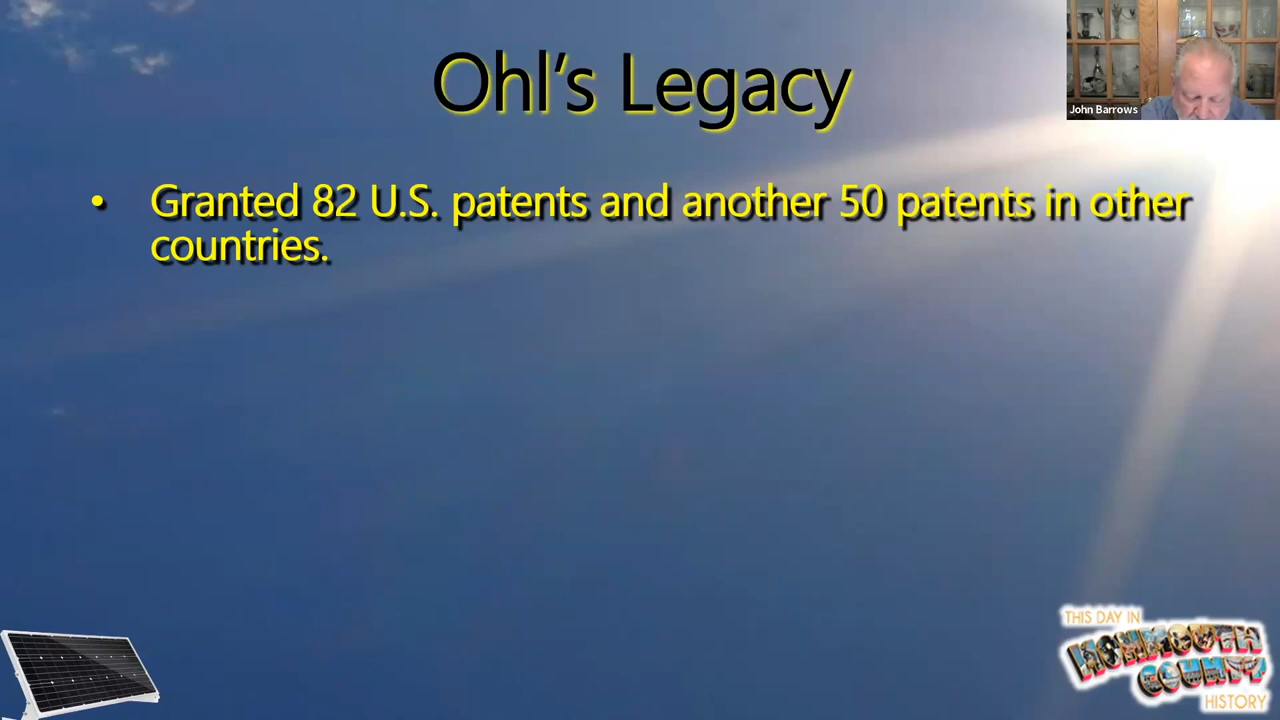 Ohl's Legacy
John Barrows
• Granted 82 U.S. patents and another 50 patents in other
countries.
THIS DAY IN
MONMOUTH
COUNTY
HISTORY